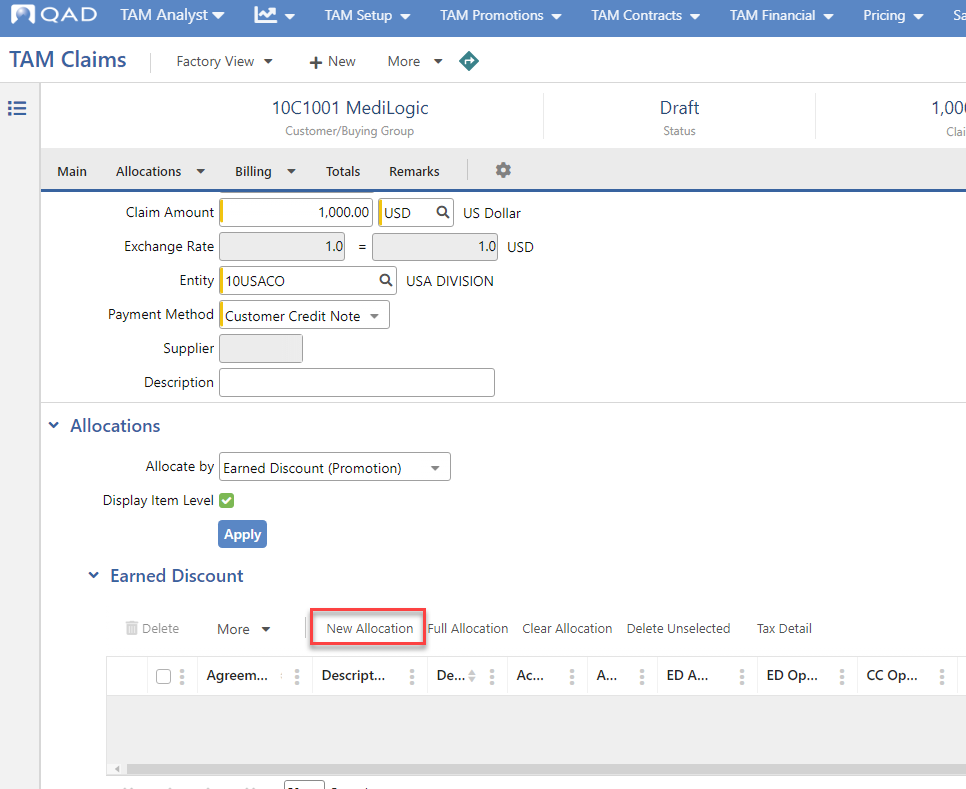 QAD TAM Analyst TAM Setup TAM Promotions TAM Contracts TAM Financial Pricing Sa
TAM Claims Factory View New More
10C1001 MediLogic Draft 1,00
Customer/Buying Group Status Clai
Main Allocations Billing Totals Remarks
Claim Amount 1,000.00 USD US Dollar
Exchange Rate 1.0 = 1.0 USD
Entity 10USACO USA DIVISION
Payment Method Customer Credit Note
Supplier
Description
Allocations
Allocate by Earned Discount (Promotion)
Display Item Level
Apply
Earned Discount
Delete More New Allocation Full Allocation Clear Allocation Delete Unselected Tax Detail
Agreem... Descript... De... Ac... A... ED A... ED Op... CC Op...